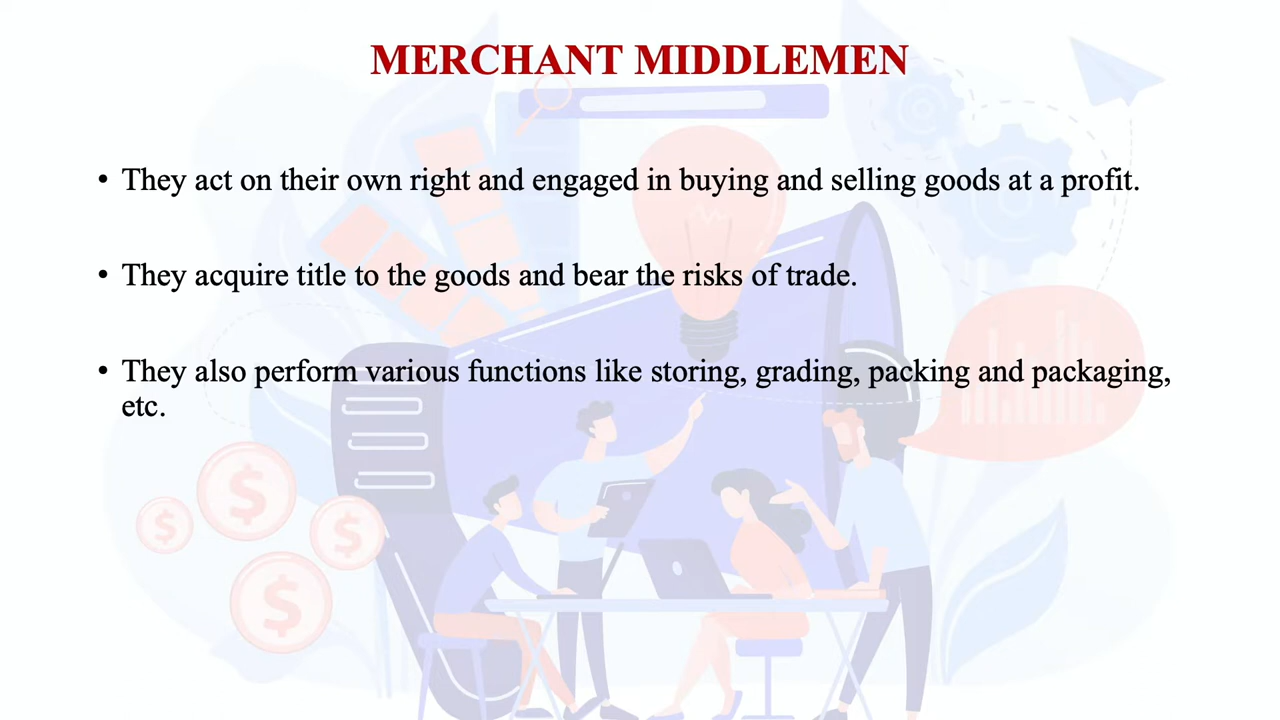 MERCHANT MIDDLEMEN
• They act on their own right and engaged in buying and selling goods at a profit.
• They acquire title to the goods and bear the risks of trade.
• They also perform various functions like storing, grading, packing and packaging,
etc.
$
$
$
$